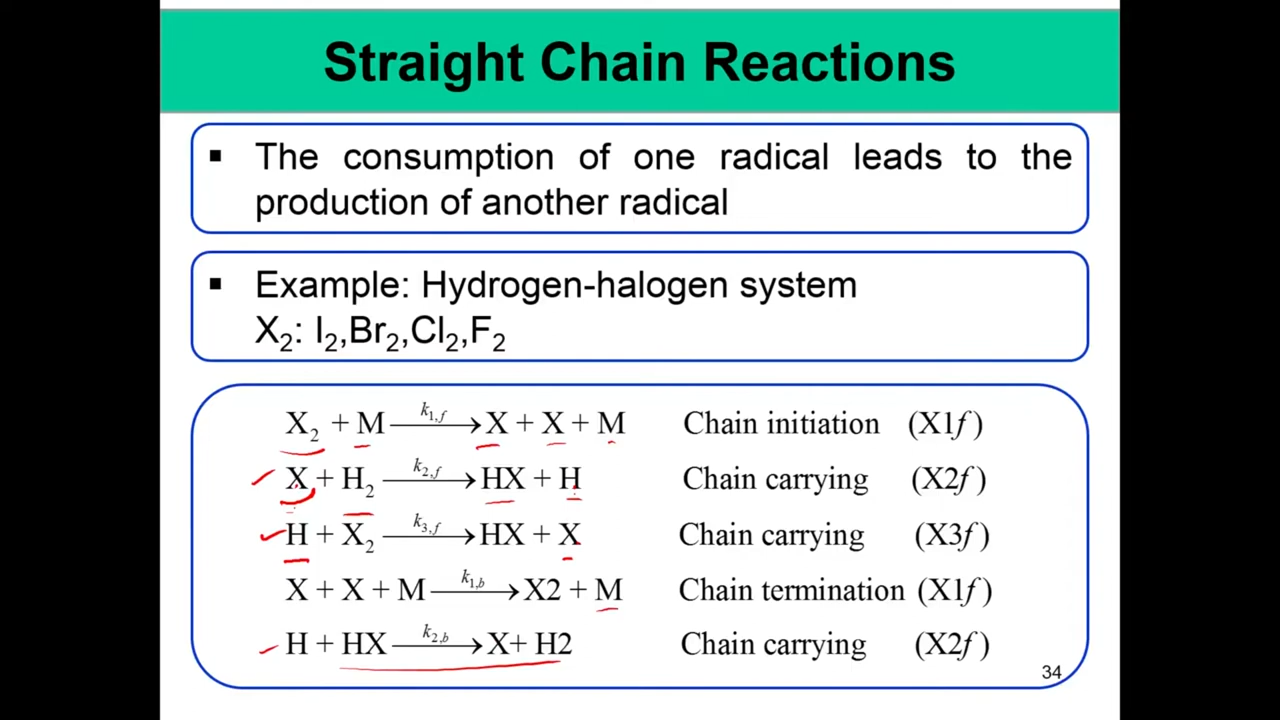 Straight Chain Reactions
▪ The consumption of one radical leads to the
production of another radical
▪ Example: Hydrogen-halogen system
X₂: I₂,Br₂,Cl₂,F₂
X₂ + M —k₁,f→ X + X + M Chain initiation (X1f)
X + H₂ —k₂,f→ HX + H Chain carrying (X2f)
H + X₂ —k₃,f→ HX + X Chain carrying (X3f)
X + X + M —k₁,b→ X2 + M Chain termination (X1f)
H + HX —k₂,b→ X+ H2 Chain carrying (X2f)
34